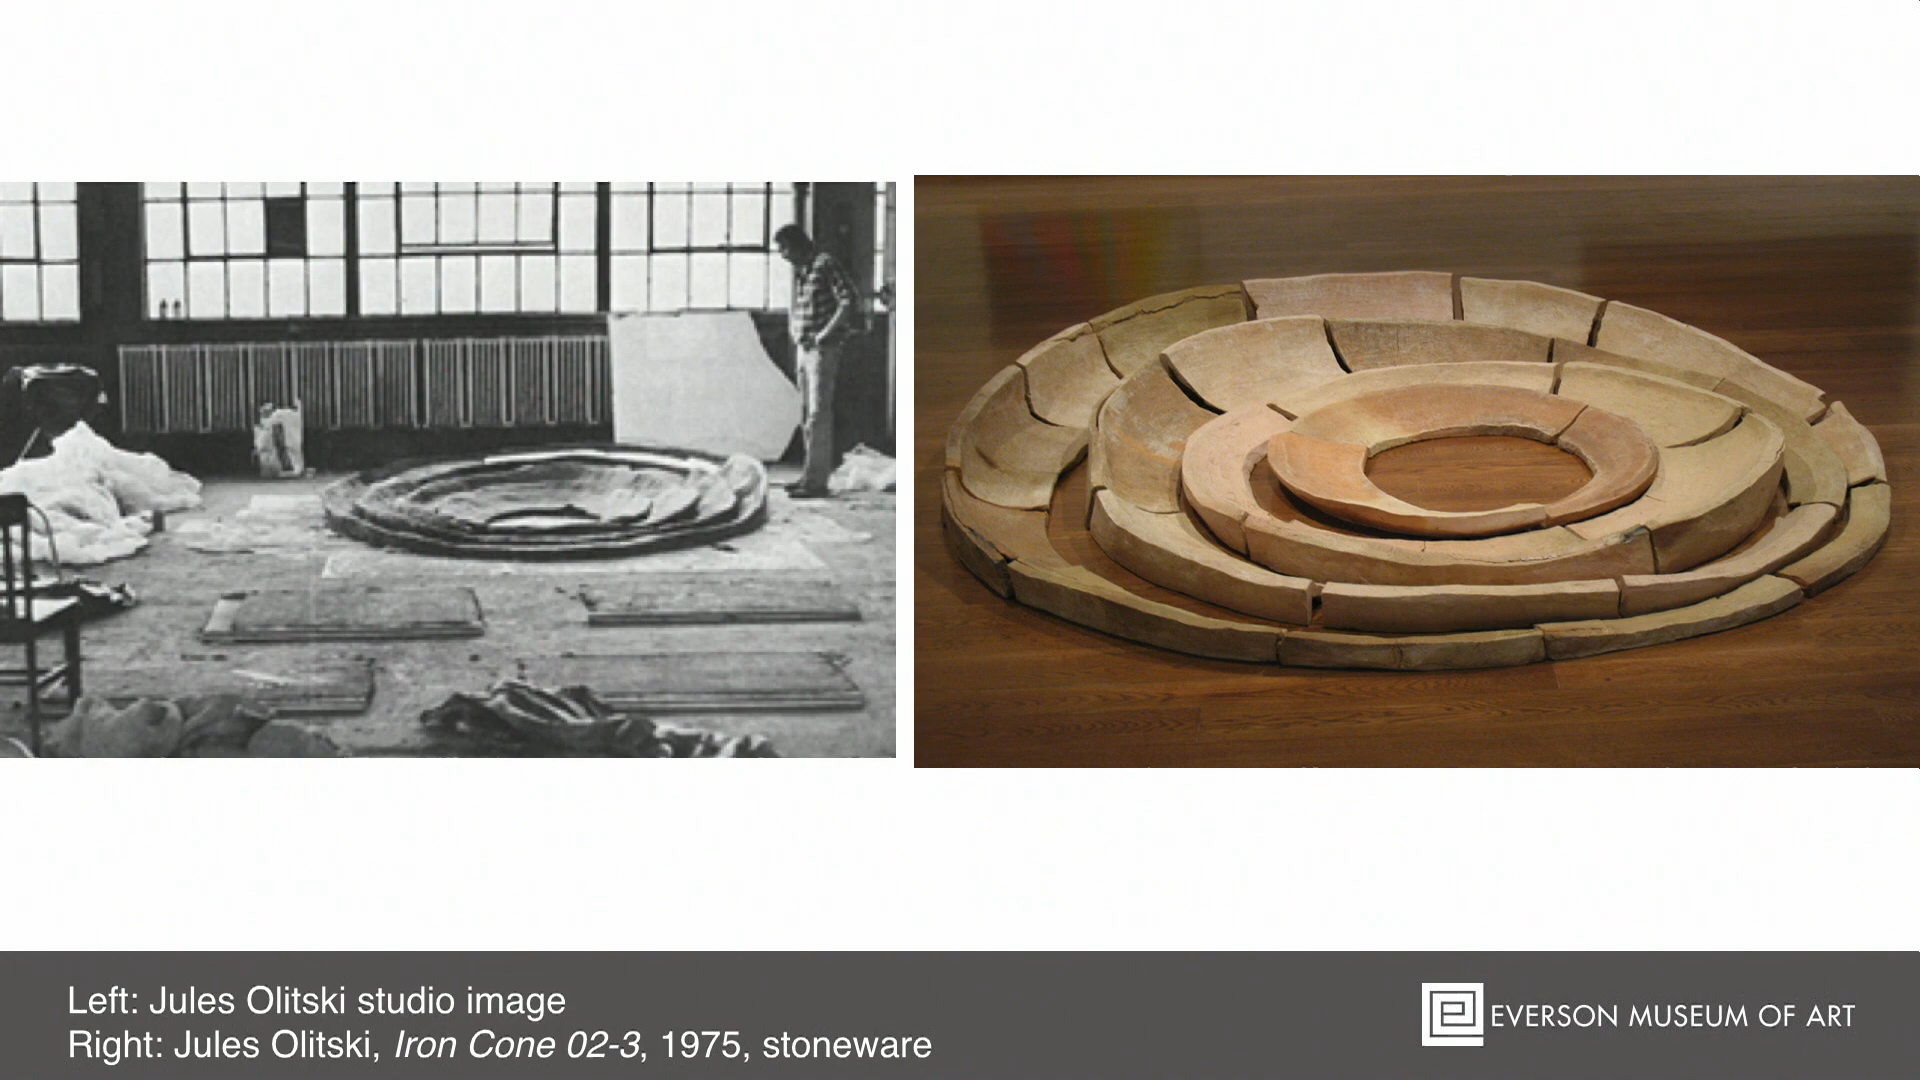 Left: Jules Olitski studio image
Right: Jules Olitski, Iron Cone 02-3, 1975, stoneware
EVERSON MUSEUM OF ART